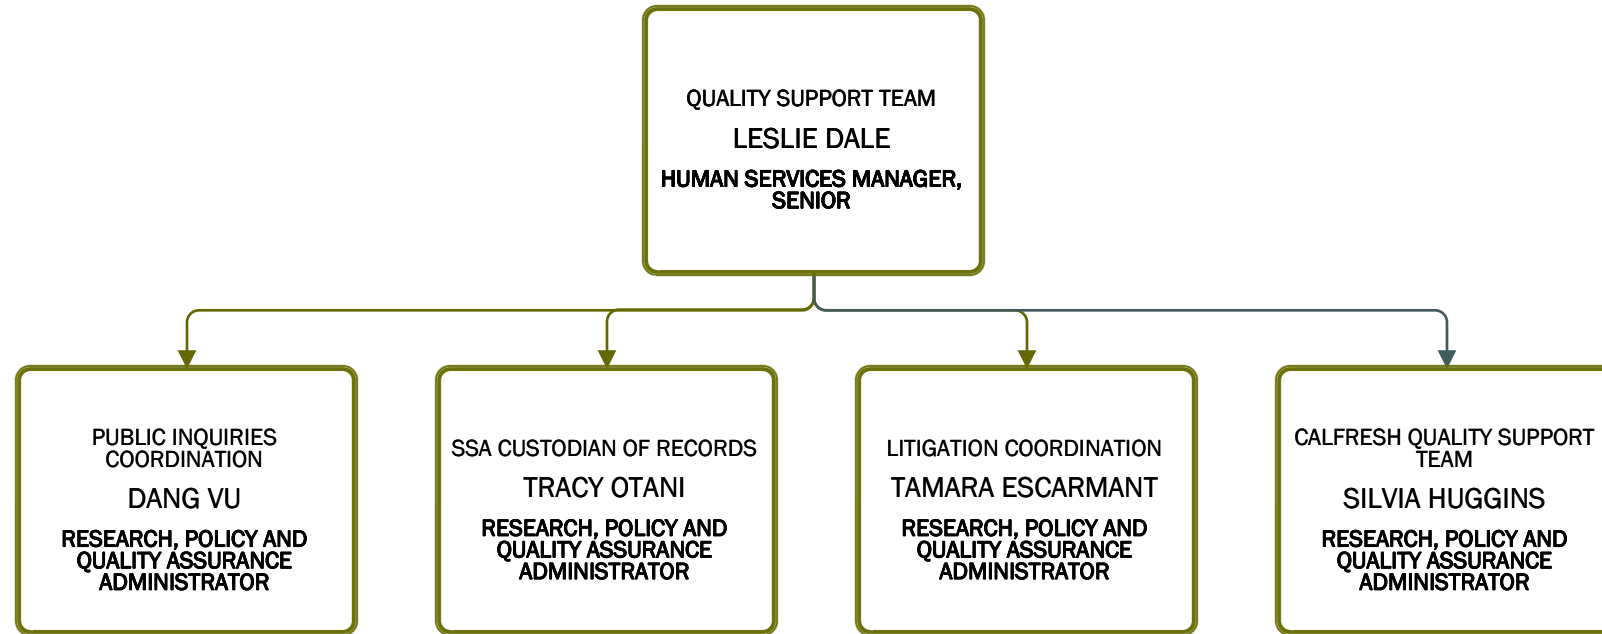 QUALITY SUPPORT TEAM
LESLIE DALE
HUMAN SERVICES MANAGER,
SENIOR
PUBLIC INQUIRIES
COORDINATION
DANG VU
RESEARCH, POLICY AND
QUALITY ASSURANCE
ADMINISTRATOR
SSA CUSTODIAN OF RECORDS
TRACY OTANI
RESEARCH, POLICY AND
QUALITY ASSURANCE
ADMINISTRATOR
LITIGATION COORDINATION
TAMARA ESCARMANT
RESEARCH, POLICY AND
QUALITY ASSURANCE
ADMINISTRATOR
CALFRESH QUALITY SUPPORT
TEAM
SILVIA HUGGINS
RESEARCH, POLICY AND
QUALITY ASSURANCE
ADMINISTRATOR